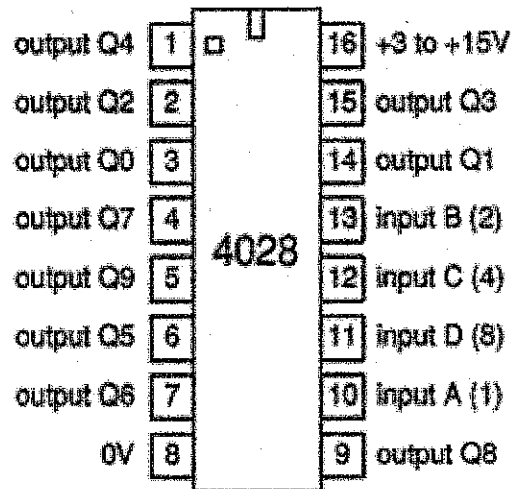 output Q4 1 16 +3 to +15V
output Q2 2 15 output Q3
output Q0 3 14 output Q1
output Q7 4 13 input B (2)
4028
output Q9 5 12 input C (4)
output Q5 6 11 input D (8)
output Q6 7 10 input A (1)
0V 8 9 output Q8